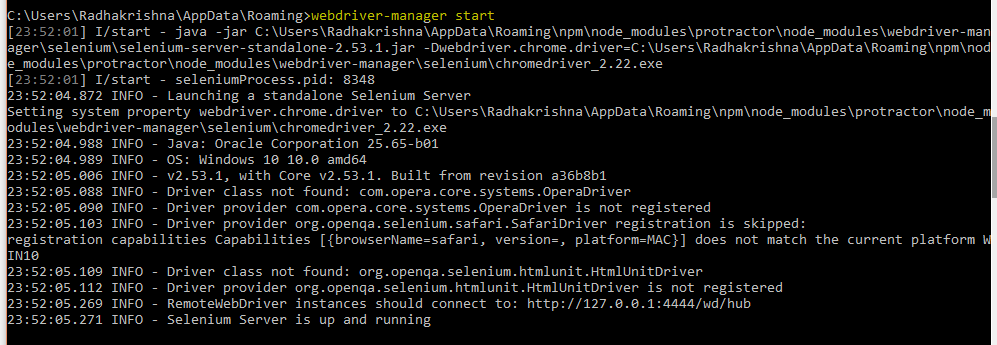 C:\Users\Radhakrishna\AppData\Roaming>webdriver-manager start
[23:52:01] I/start - java -jar C:\Users\Radhakrishna\AppData\Roaming\npm\node_modules\protractor\node_modules\webdriver-man
ager\selenium\selenium-server-standalone-2.53.1.jar -Dwebdriver.chrome.driver=C:\Users\Radhakrishna\AppData\Roaming\npm\nod
e_modules\protractor\node_modules\webdriver-manager\selenium\chromedriver_2.22.exe
[23:52:01] I/start - seleniumProcess.pid: 8348
23:52:04.872 INFO - Launching a standalone Selenium Server
Setting system property webdriver.chrome.driver to C:\Users\Radhakrishna\AppData\Roaming\npm\node_modules\protractor\node_m
odules\webdriver-manager\selenium\chromedriver_2.22.exe
23:52:04.988 INFO - Java: Oracle Corporation 25.65-b01
23:52:04.989 INFO - OS: Windows 10 10.0 amd64
23:52:05.006 INFO - v2.53.1, with Core v2.53.1. Built from revision a36b8b1
23:52:05.088 INFO - Driver class not found: com.opera.core.systems.OperaDriver
23:52:05.090 INFO - Driver provider com.opera.core.systems.OperaDriver is not registered
23:52:05.103 INFO - Driver provider org.openqa.selenium.safari.SafariDriver registration is skipped:
registration capabilities Capabilities [{browserName=safari, version=, platform=MAC}] does not match the current platform W
IN10
23:52:05.109 INFO - Driver class not found: org.openqa.selenium.htmlunit.HtmlUnitDriver
23:52:05.112 INFO - Driver provider org.openqa.selenium.htmlunit.HtmlUnitDriver is not registered
23:52:05.269 INFO - RemoteWebDriver instances should connect to: http://127.0.0.1:4444/wd/hub
23:52:05.271 INFO - Selenium Server is up and running